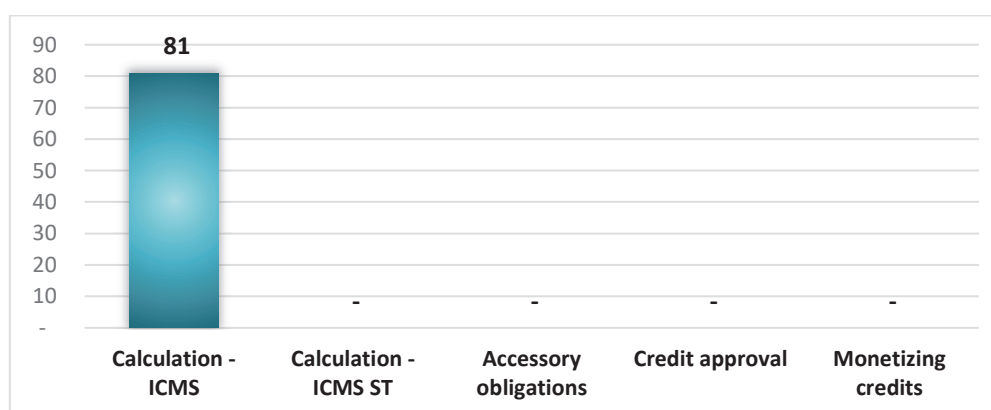 90
80
70
60
50
40
30
20
10
-
81
- - - -
Calculation -
ICMS
Calculation -
ICMS ST
Accessory
obligations
Credit approval
Monetizing
credits